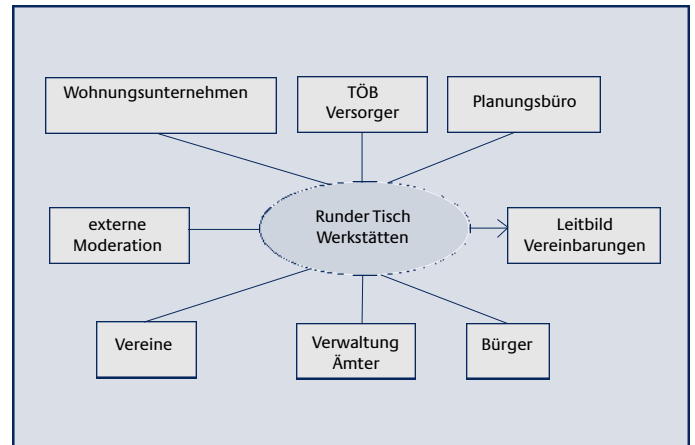 Wohnungsunternehmen
TÖB
Versorger
Planungsbüro
externe
Moderation
Runder Tisch
Werkstätten
Leitbild
Vereinbarungen
Vereine
Verwaltung
Ämter
Bürger